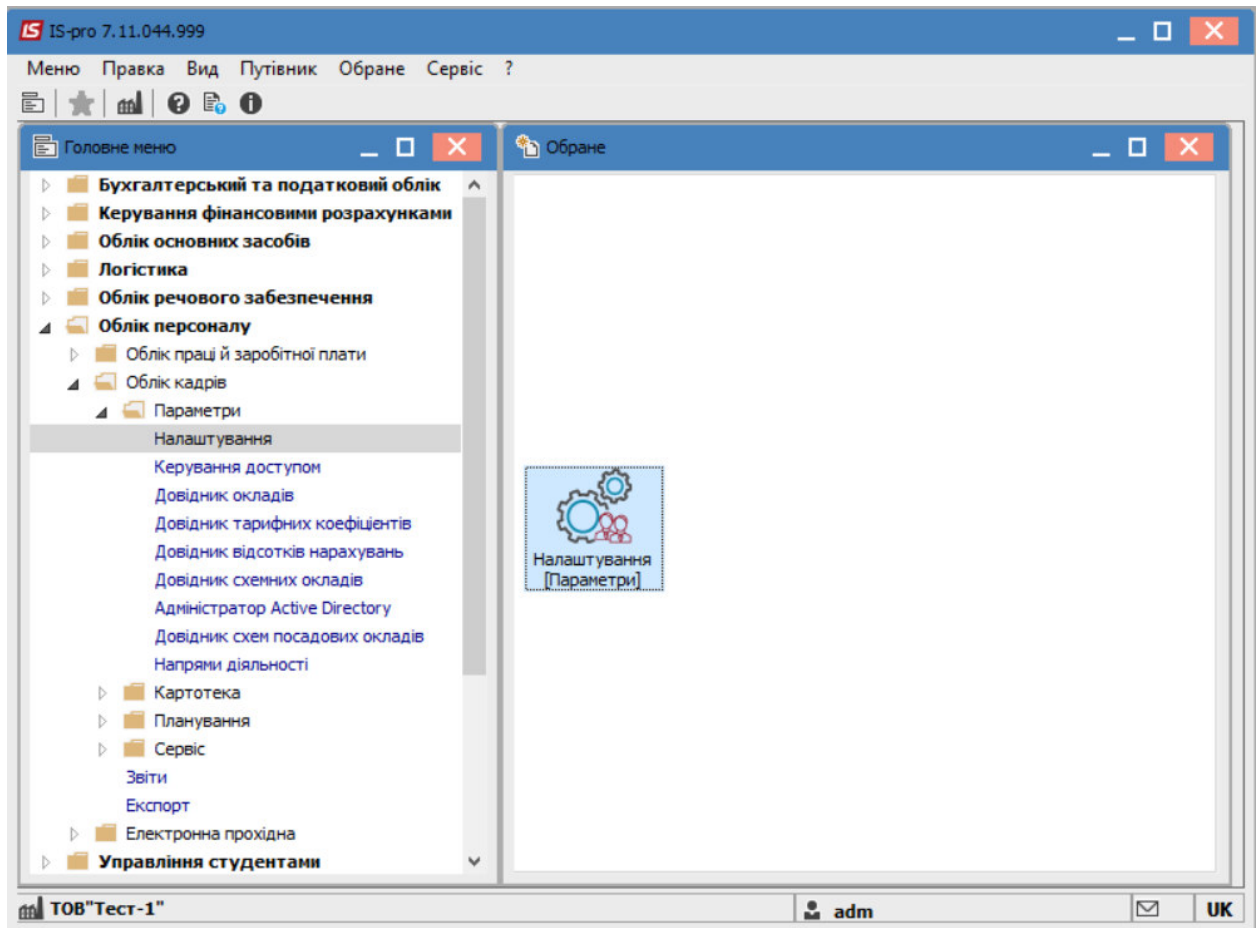 IS-pro 7.11.044.999
Меню Правка Вид Путівник Обране Сервіс ?
Головне меню
Бухгалтерський та податковий облік
Керування фінансовими розрахунками
Облік основних засобів
Логістика
Облік речового забезпечення
Облік персоналу
Облік праці й заробітної плати
Облік кадрів
Параметри
Налаштування
Керування доступом
Довідник окладів
Довідник тарифних коефіцієнтів
Довідник відсотків нарахувань
Довідник схемних окладів
Адміністратор Active Directory
Довідник схем посадових окладів
Напрями діяльності
Картотека
Планування
Сервіс
Звіти
Експорт
Електронна прохідна
Управління студентами
Обране
Налаштування
[Параметри]
ТОВ"Тест-1" adm UK